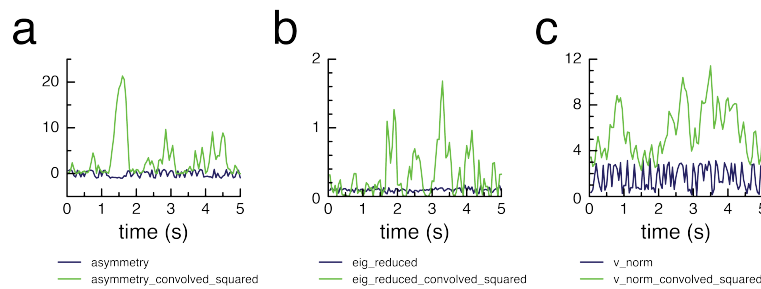 a
b
c
20
10
0
0 1 2 3 4 5
time (s)
asymmetry
asymmetry_convolved_squared
2
1
0
0 1 2 3 4 5
time (s)
eig_reduced
eig_reduced_convolved_squared
12
8
4
0
0 1 2 3 4 5
time (s)
v_norm
v_norm_convolved_squared